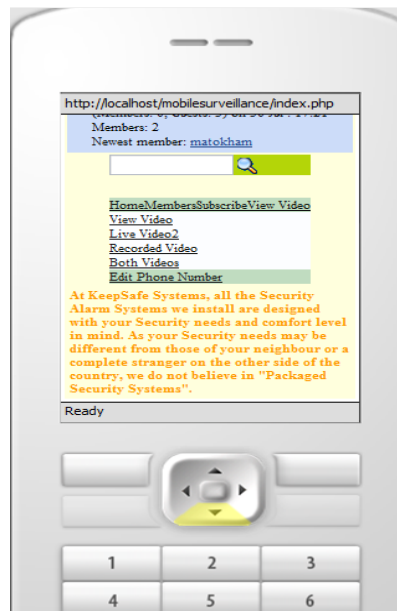 http://localhost/mobilesurveillance/index.php
Members: 2
Newest member: matokham
HomeMembersSubscribeView Video
View Video
Live Video2
Recorded Video
Both Videos
Edit Phone Number
At KeepSafe Systems, all the Security
Alarm Systems we install are designed
with your Security needs and comfort level
in mind. As your Security needs may be
different from those of your neighbour or a
complete stranger on the other side of the
country, we do not believe in "Packaged
Security Systems".
Ready
1 2 3
4 5 6